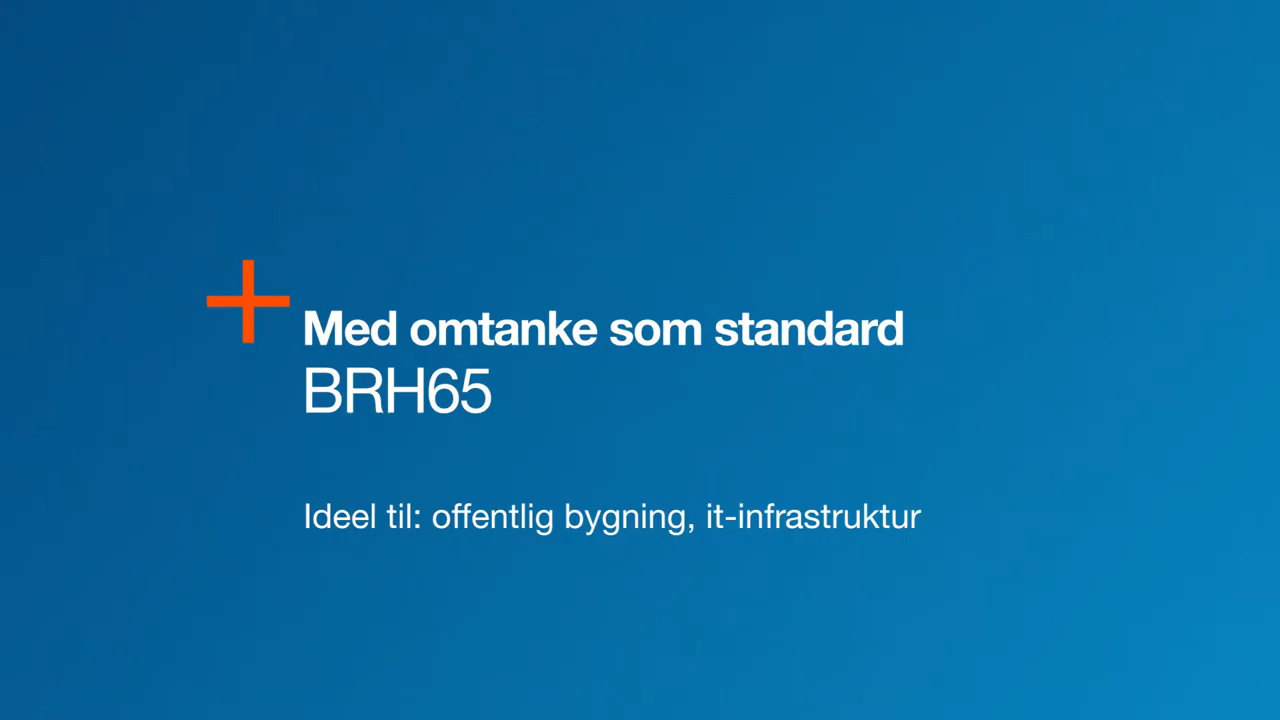 Med omtanke som standard
BRH65
Ideel til: offentlig bygning, it-infrastruktur